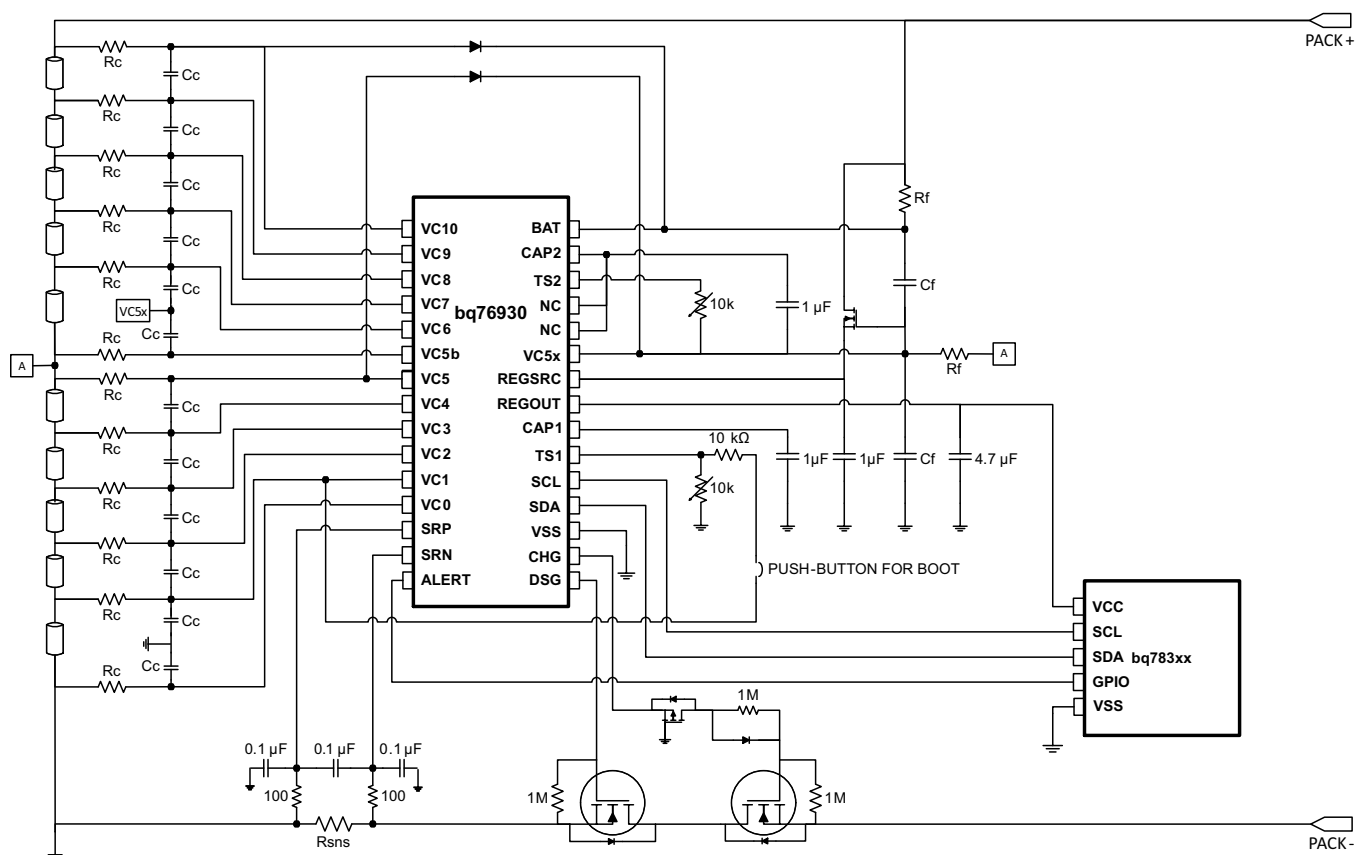 PACK+
Rc
Cc
Rc
Cc
Rc
Cc
Rc
Cc
Rc
Cc
VC5x
Cc
Rc
A
Rc
Cc
Rc
Cc
Rc
Cc
Rc
Cc
Rc
Cc
Cc
Rc
bq76930
VC10
VC9
VC8
VC7
VC6
VC5b
VC5
VC4
VC3
VC2
VC1
VC0
SRP
SRN
ALERT
BAT
CAP2
TS2
NC
NC
VC5x
REGSRC
REGOUT
CAP1
TS1
SCL
SDA
VSS
CHG
DSG
Rf
Cf
10k
1 µF
Rf
A
10 kΩ
10k
1µF
1µF
Cf
4.7 µF
PUSH-BUTTON FOR BOOT
VCC
SCL
SDA
GPIO
VSS
bq783xx
1M
0.1 µF
0.1 µF
0.1 µF
100
100
Rsns
1M
1M
PACK-